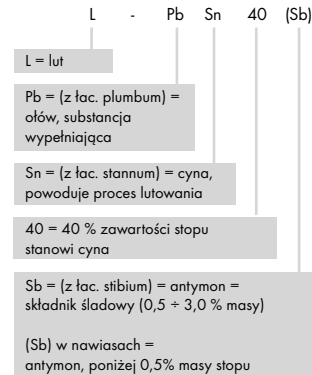 L - Pb Sn 40 (Sb)
L = lut
Pb = (z łac. plumbum) =
ołów, substancja
wypełniająca
Sn = (z łac. stannum) = cyna,
powoduje proces lutowania
40 = 40 % zawartości stopu
stanowi cyna
Sb = (z łac. stibium) = antymon =
składnik śladowy (0,5 ÷ 3,0 % masy)
(Sb) w nawiasach =
antymon, poniżej 0,5% masy stopu